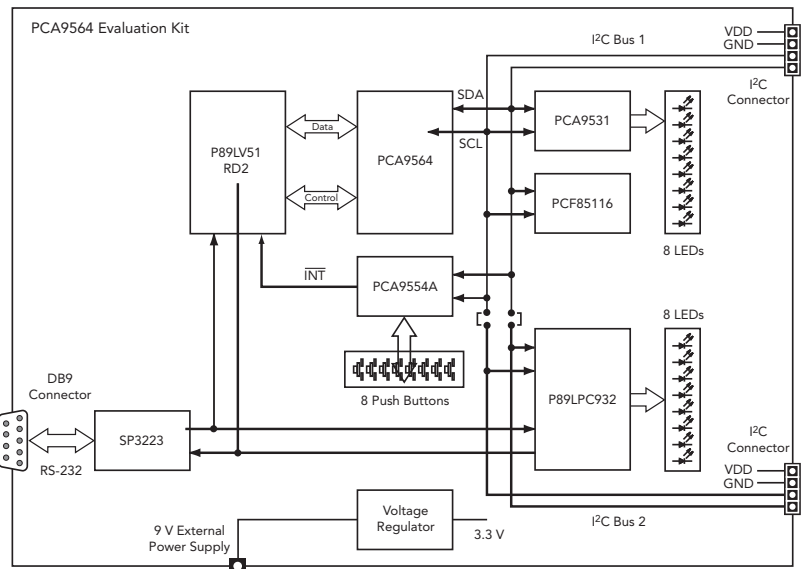 PCA9564 Evaluation Kit
I²C Bus 1
VDD
GND
I²C
Connector
SDA
SCL
P89LV51
RD2
Data
Control
PCA9564
PCA9531
PCF85116
8 LEDs
INT
PCA9554A
8 Push Buttons
8 LEDs
P89LPC932
DB9
Connector
RS-232
SP3223
I²C
Connector
VDD
GND
I²C Bus 2
9 V External
Power Supply
Voltage
Regulator
3.3 V